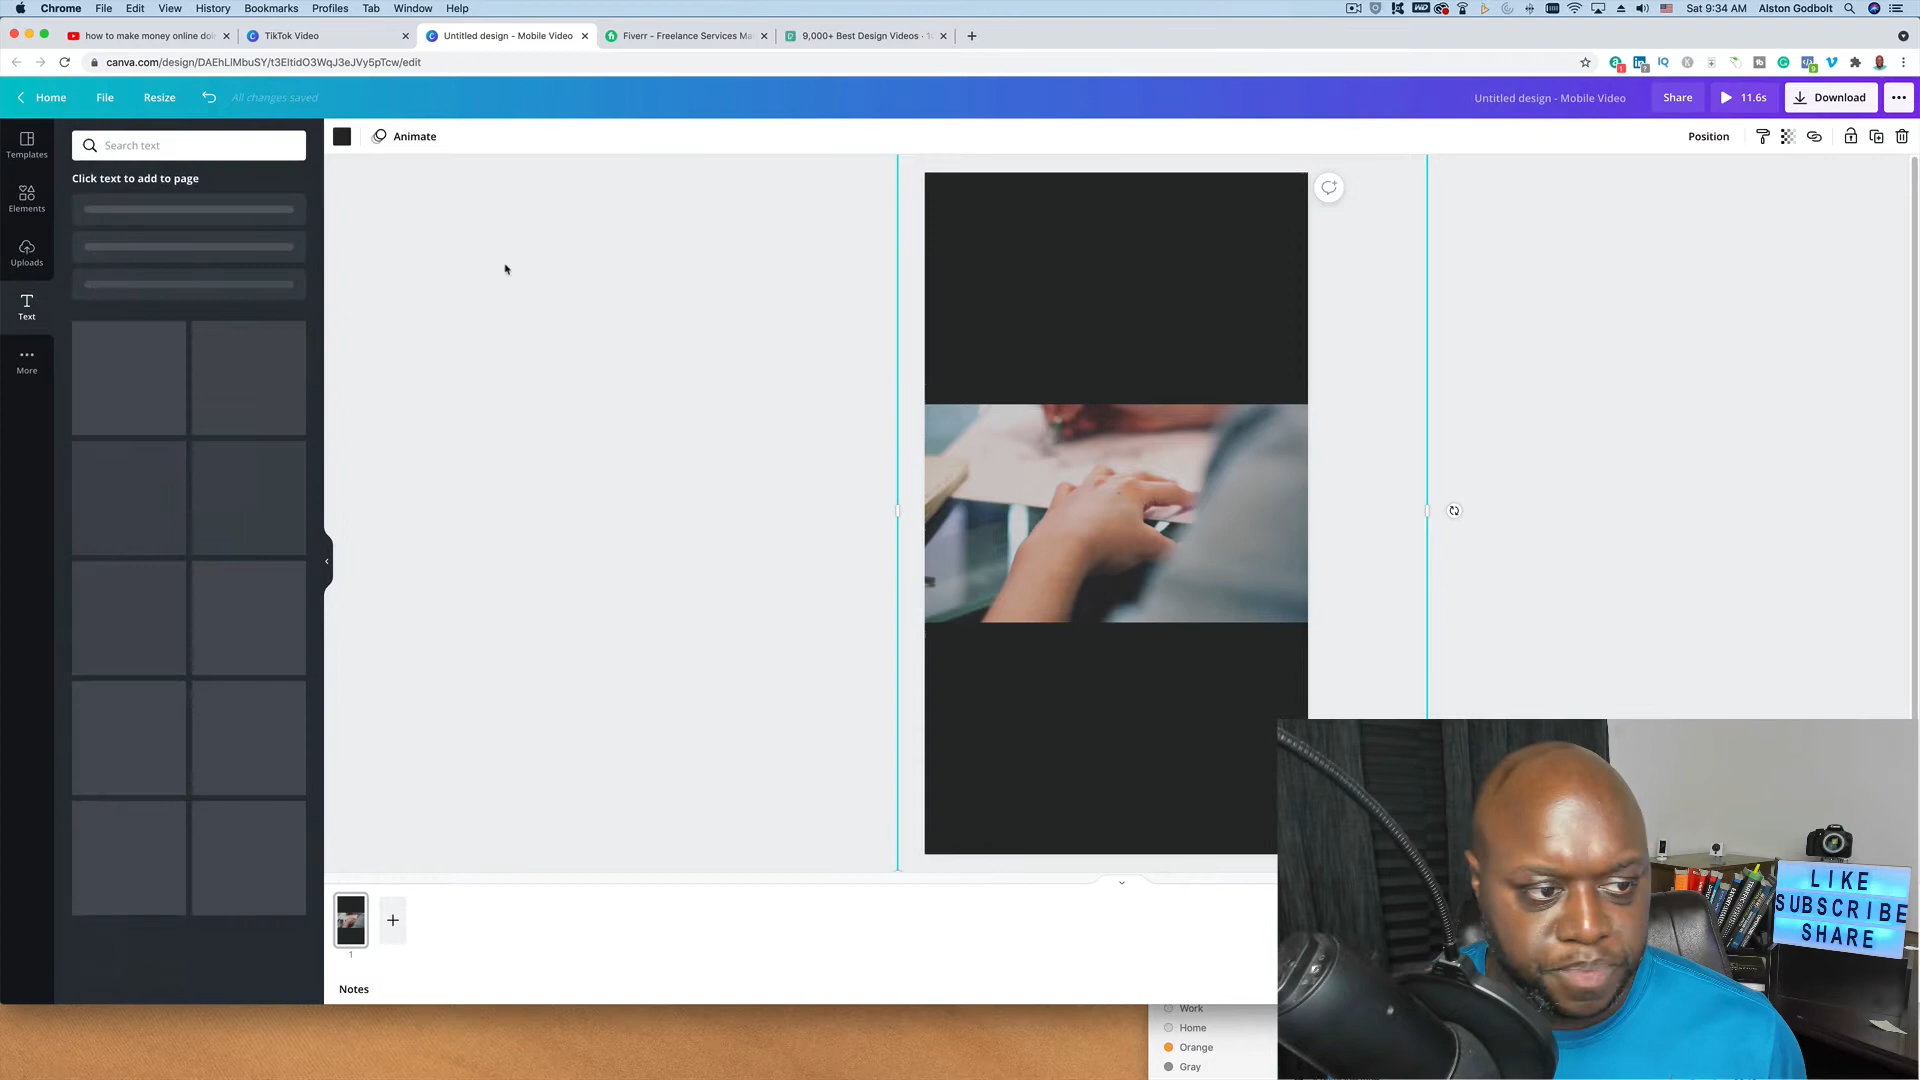 Chrome File Edit View History Bookmarks Profiles Tab Window Help
Sat 9:34 AM Alston Godbolt
how to make money online doi
TikTok Video
Untitled design - Mobile Video
Fiverr - Freelance Services Ma
9,000+ Best Design Videos
canva.com/design/DAEhLlMbuSY/t3EltidO3WqJ3eJVy5pTcw/edit
Home File Resize All changes saved
Untitled design - Mobile Video Share 11.6s Download
Search text
Animate
Position
Templates
Click text to add to page
Elements
Uploads
Text
More
1
Notes
Work
Home
Orange
Gray
LIKE
SUBSCRIBE
SHARE